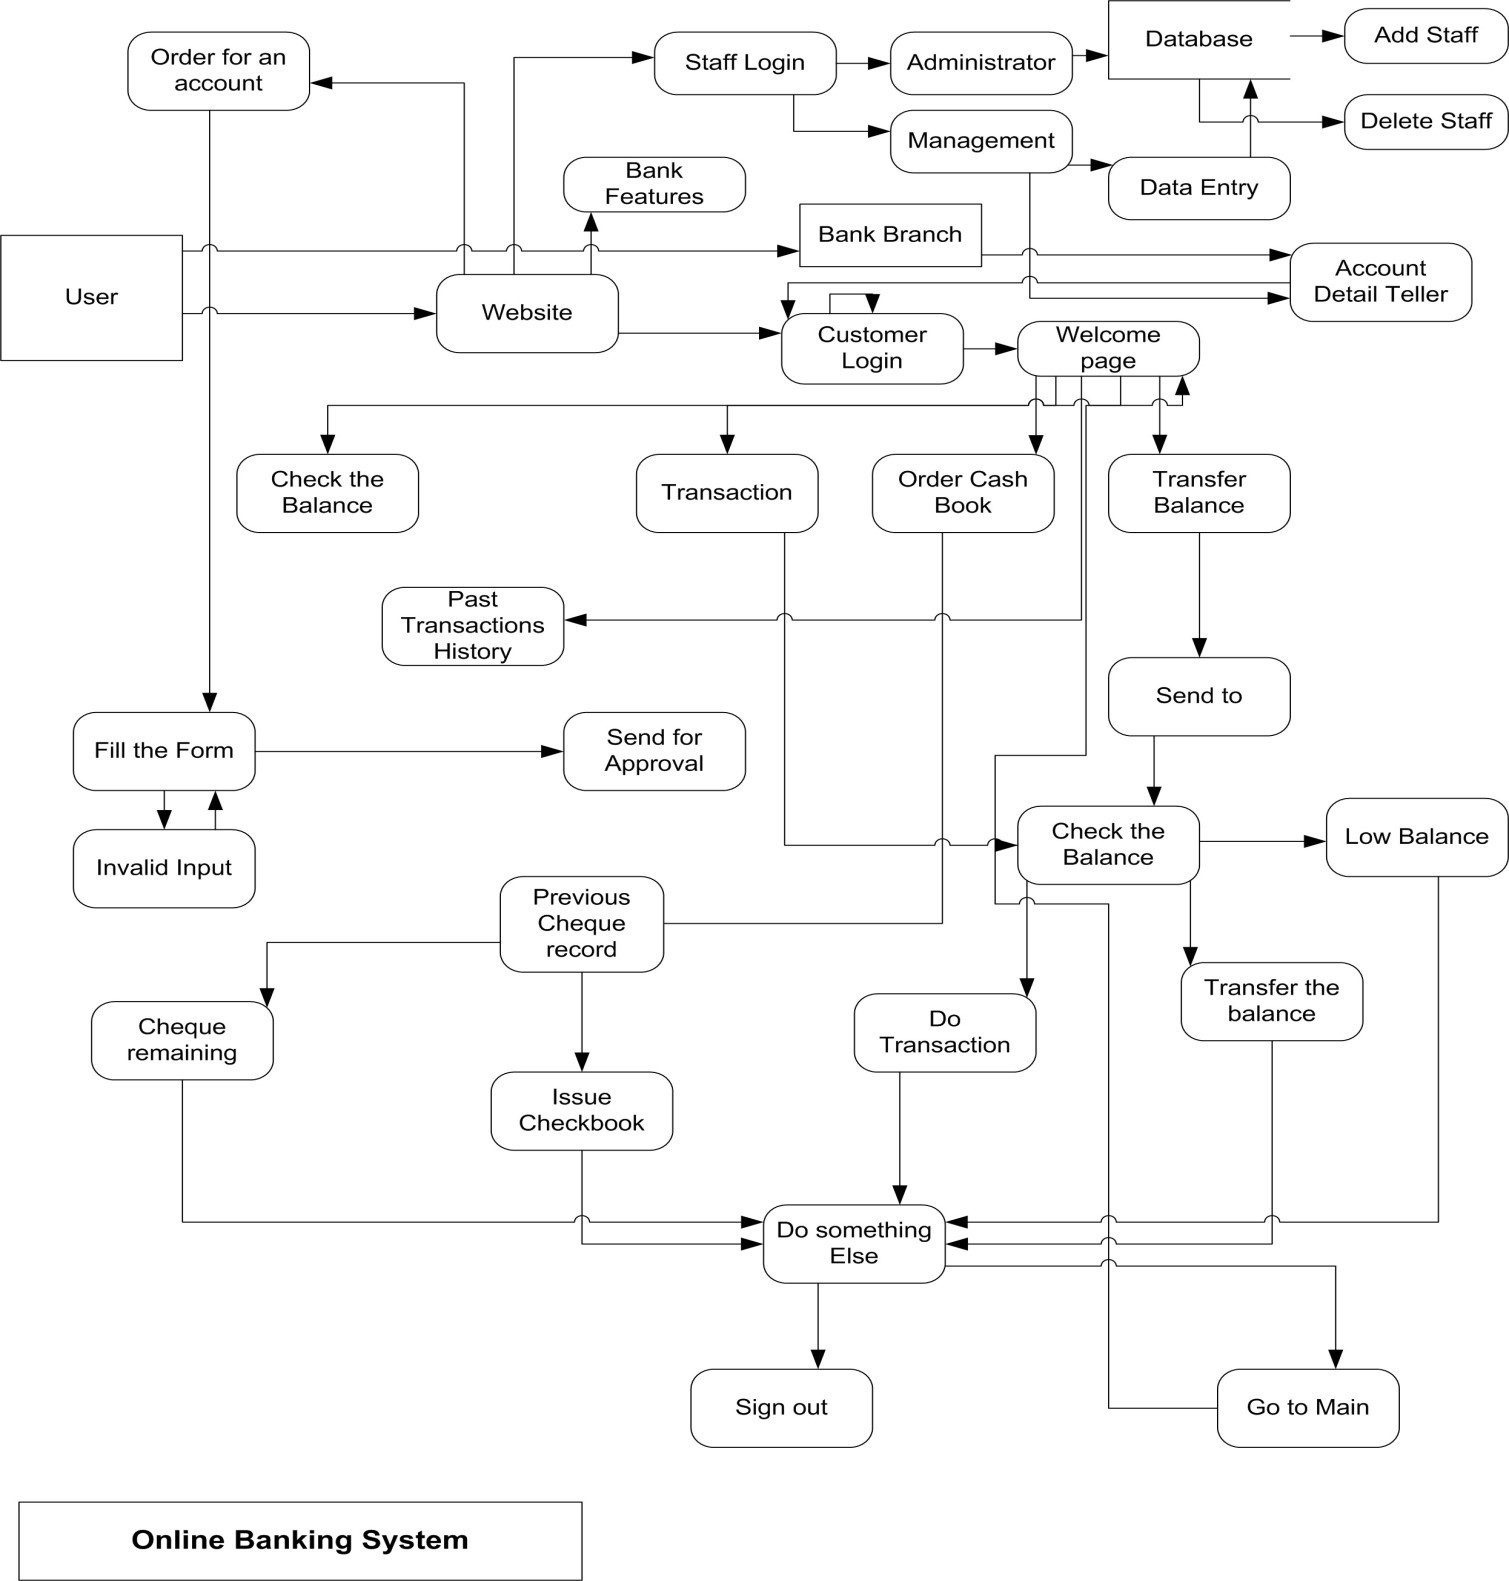 Order for an
account
Staff Login
Administrator
Database
Add Staff
Delete Staff
Management
Bank
Features
Data Entry
Bank Branch
User
Website
Account
Detail Teller
Customer
Login
Welcome
page
Check the
Balance
Transaction
Order Cash
Book
Transfer
Balance
Past
Transactions
History
Send to
Fill the Form
Send for
Approval
Check the
Balance
Low Balance
Invalid Input
Previous
Cheque
record
Transfer the
balance
Cheque
remaining
Do
Transaction
Issue
Checkbook
Do something
Else
Sign out
Go to Main
Online Banking System